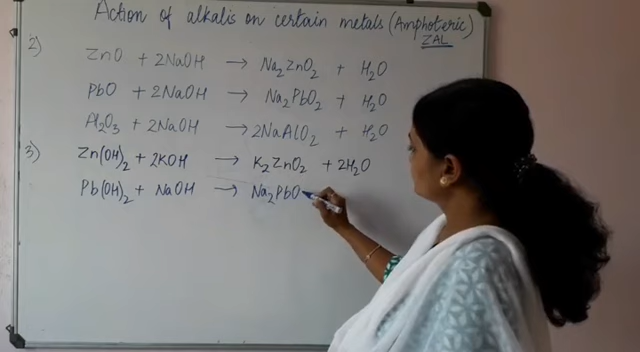 Action of alkalis on certain metals (Amphoteric)
ZAL
2) ZnO + 2NaOH → Na₂ZnO₂ + H₂O
PbO + 2NaOH → Na₂PbO₂ + H₂O
Al₂O₃ + 2NaOH → 2NaAlO₂ + H₂O
3) Zn(OH)₂ + 2KOH → K₂ZnO₂ + 2H₂O
Pb(OH)₂ + NaOH → Na₂PbO